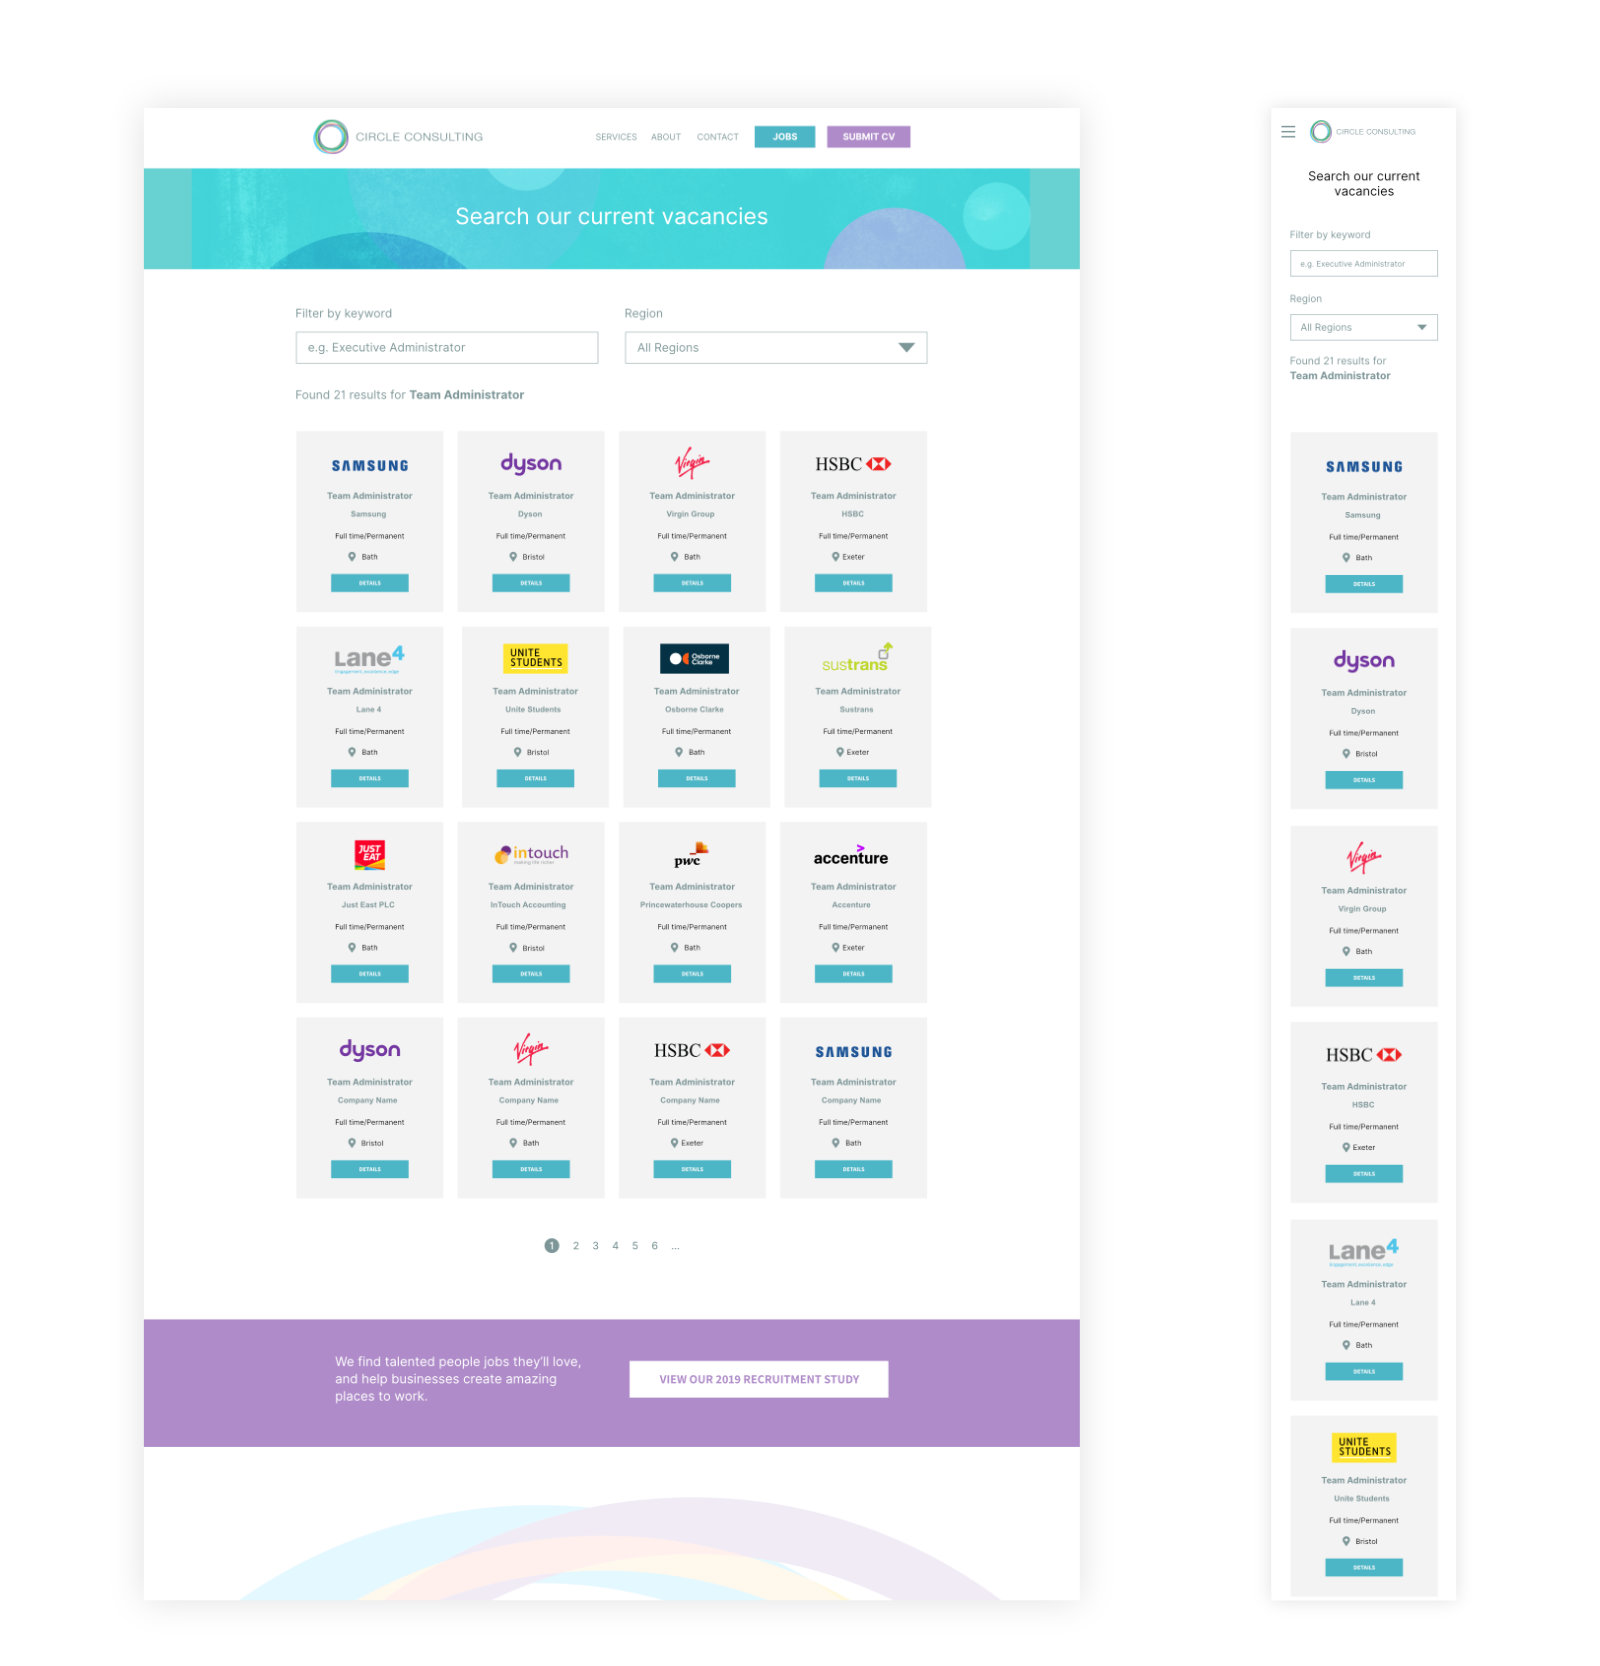 CIRCLE CONSULTING
SERVICES ABOUT CONTACT JOBS SUBMIT CV
Search our current vacancies
Filter by keyword Region
e.g. Executive Administrator All Regions
Found 21 results for Team Administrator
SAMSUNG dyson Virgin HSBC
Team Administrator Team Administrator Team Administrator Team Administrator
Samsung Dyson Virgin Group HSBC
Full time/Permanent Full time/Permanent Full time/Permanent Full time/Permanent
Bath Bristol Bath Exeter
DETAILS DETAILS DETAILS DETAILS
Lane4 UNITE STUDENTS Osborne Clarke sustrans
Engagement, excellence, edge
Team Administrator Team Administrator Team Administrator Team Administrator
Lane 4 Unite Students Osborne Clarke Sustrans
Full time/Permanent Full time/Permanent Full time/Permanent Full time/Permanent
Bath Bristol Bath Exeter
DETAILS DETAILS DETAILS DETAILS
JUST EAT intouch pwc accenture
making life richer
Team Administrator Team Administrator Team Administrator Team Administrator
Just East PLC InTouch Accounting Princewaterhouse Coopers Accenture
Full time/Permanent Full time/Permanent Full time/Permanent Full time/Permanent
Bath Bristol Bath Exeter
DETAILS DETAILS DETAILS DETAILS
dyson Virgin HSBC SAMSUNG
Team Administrator Team Administrator Team Administrator Team Administrator
Company Name Company Name Company Name Company Name
Full time/Permanent Full time/Permanent Full time/Permanent Full time/Permanent
Bristol Bath Exeter Bath
DETAILS DETAILS DETAILS DETAILS
1 2 3 4 5 6 ...
We find talented people jobs they'll love,
and help businesses create amazing
places to work.
VIEW OUR 2019 RECRUITMENT STUDY
CIRCLE CONSULTING
Search our current
vacancies
Filter by keyword
e.g. Executive Administrator
Region
All Regions
Found 21 results for
Team Administrator
SAMSUNG
Team Administrator
Samsung
Full time/Permanent
Bath
DETAILS
dyson
Team Administrator
Dyson
Full time/Permanent
Bristol
DETAILS
Virgin
Team Administrator
Virgin Group
Full time/Permanent
Bath
DETAILS
HSBC
Team Administrator
HSBC
Full time/Permanent
Exeter
DETAILS
Lane4
Engagement, excellence, edge
Team Administrator
Lane 4
Full time/Permanent
Bath
DETAILS
UNITE
STUDENTS
Team Administrator
Unite Students
Full time/Permanent
Bristol
DETAILS